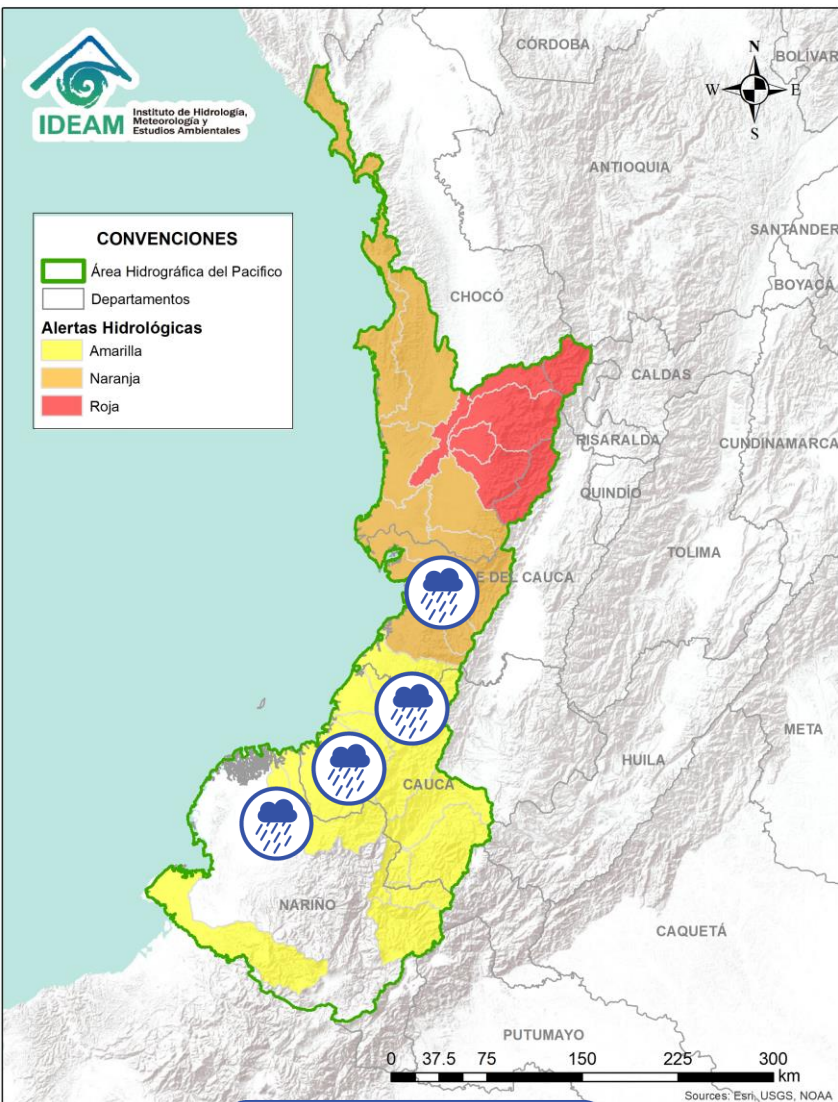 IDEAM
Instituto de Hidrología,
Meteorología y
Estudios Ambientales
CONVENCIONES
Área Hidrográfica del Pacifico
Departamentos
Alertas Hidrológicas
Amarilla
Naranja
Roja
N
W
E
S
CÓRDOBA
BOLÍVAR
ANTIOQUIA
SANTANDER
BOYACÁ
CHOCÓ
CALDAS
RISARALDA
CUNDINAMARCA
QUINDÍO
TOLIMA
E DEL CAUCA
META
HUILA
CAUCA
NARIÑO
CAQUETÁ
PUTUMAYO
0 37.5 75 150 225 300
km
Sources: Esri, USGS, NOAA